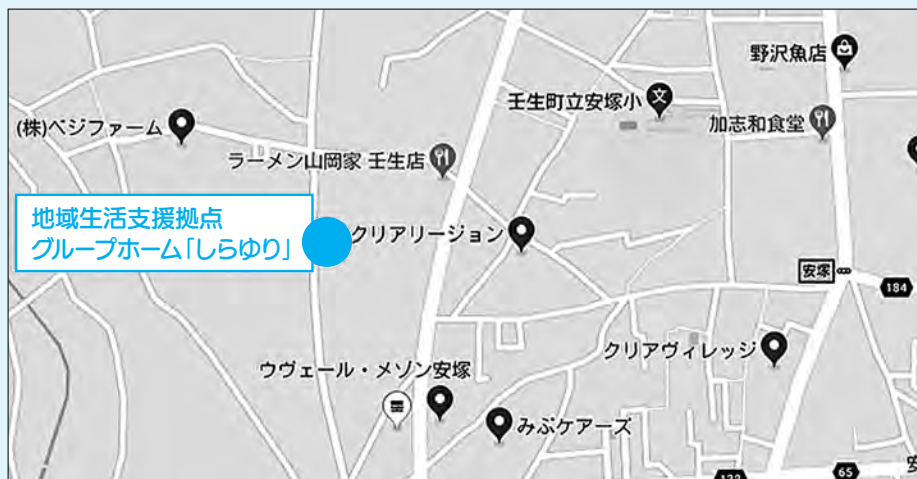 野沢魚店
壬生町立安塚小
文
加志和食堂
(株)ベジファーム
ラーメン山岡家 壬生店
地域生活支援拠点
グループホーム「しらゆり」
クリアリージョン
安塚
184
クリアヴィレッジ
ウヴェール・メゾン安塚
みぶケアーズ
65